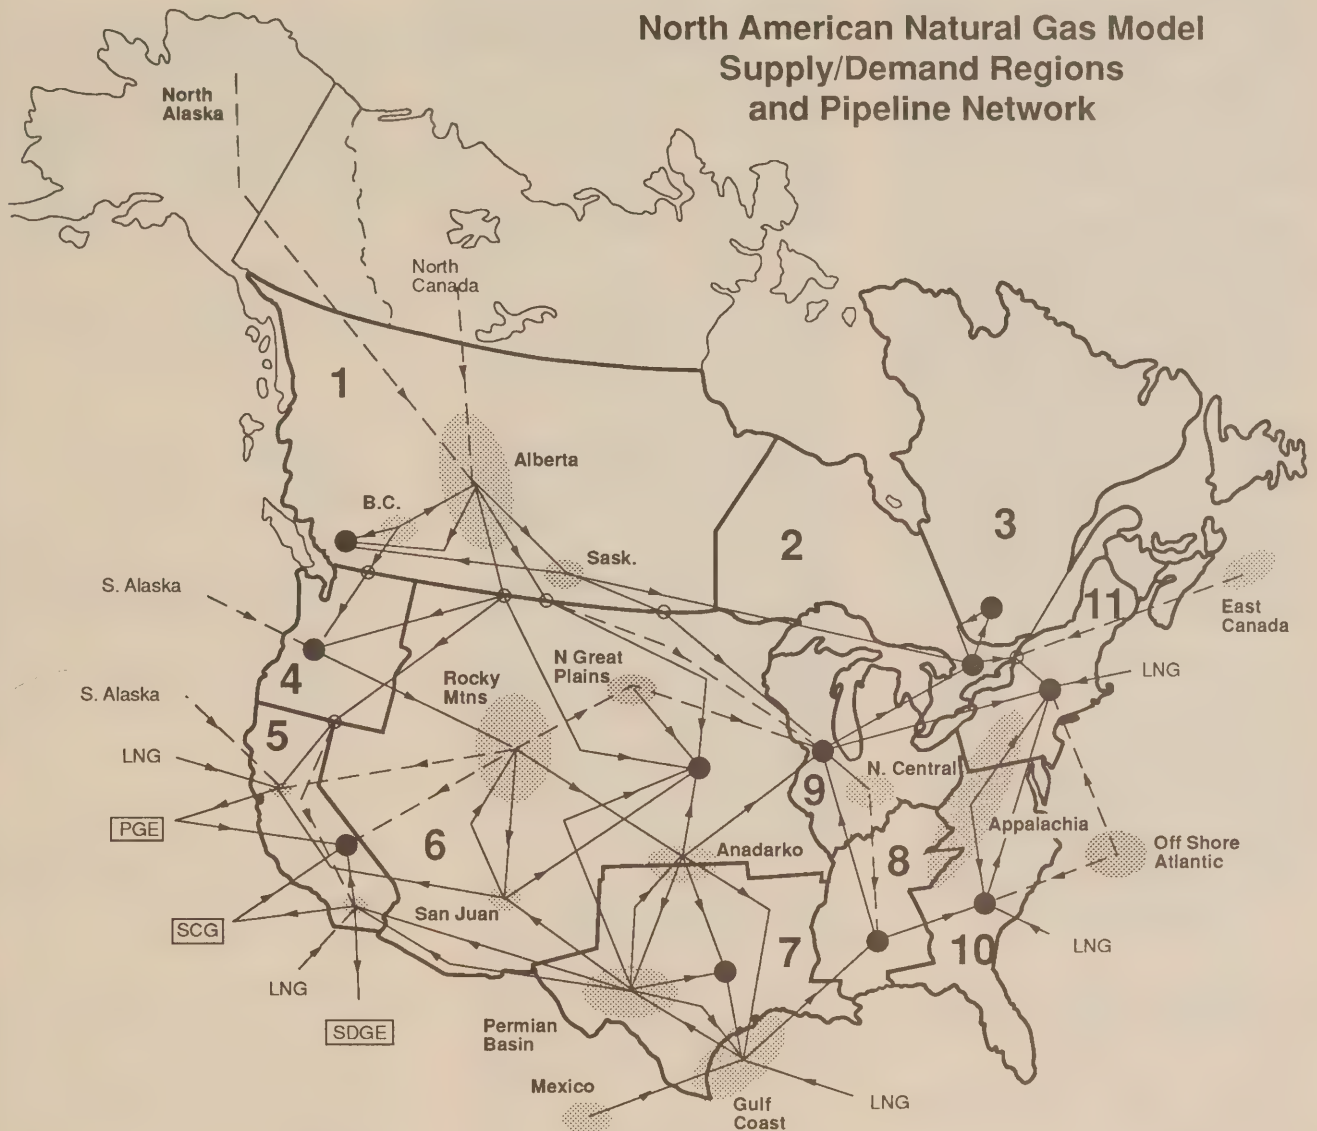 North American Natural Gas Model
Supply/Demand Regions
and Pipeline Network
North
Alaska
North
Canada
1
Alberta
B.C.
2
3
Sask.
S. Alaska
11
East
Canada
4
Rocky
Mtns
N Great
Plains
LNG
S. Alaska
5
LNG
9
N. Central
PGE
6
Anadarko
8
Appalachia
Off Shore
Atlantic
San Juan
SCG
7
10
LNG
LNG
SDGE
Permian
Basin
Mexico
Gulf
Coast
LNG